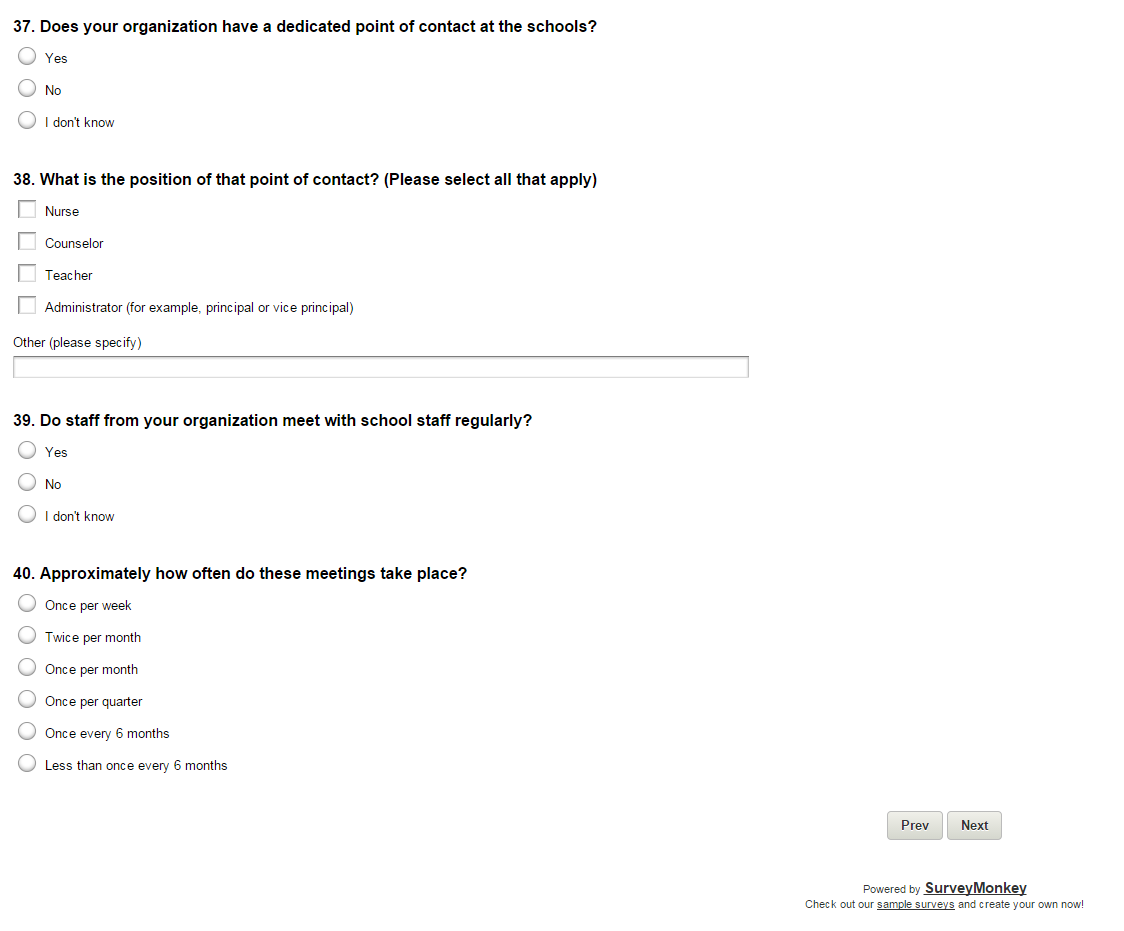 37. Does your organization have a dedicated point of contact at the schools?
Yes
No
I don't know
38. What is the position of that point of contact? (Please select all that apply)
Nurse
Counselor
Teacher
Administrator (for example, principal or vice principal)
Other (please specify)
39. Do staff from your organization meet with school staff regularly?
Yes
No
I don't know
40. Approximately how often do these meetings take place?
Once per week
Twice per month
Once per month
Once per quarter
Once every 6 months
Less than once every 6 months
Prev Next
Powered by SurveyMonkey
Check out our sample surveys and create your own now!